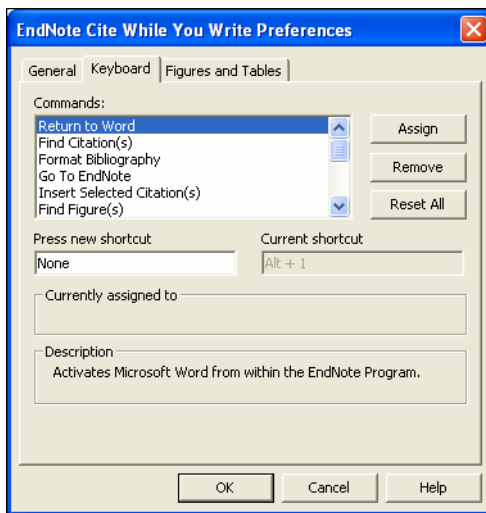 EndNote Cite While You Write Preferences
General Keyboard Figures and Tables
Commands:
Return to Word
Find Citation(s)
Format Bibliography
Go To EndNote
Insert Selected Citation(s)
Find Figure(s)
Assign
Remove
Reset All
Press new shortcut Current shortcut
None Alt + 1
Currently assigned to
Description
Activates Microsoft Word from within the EndNote Program.
OK Cancel Help